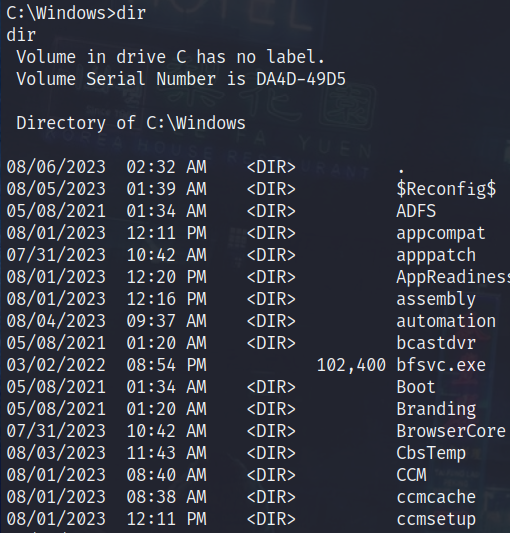 C:\Windows>dir
dir
 Volume in drive C has no label.
 Volume Serial Number is DA4D-49D5

 Directory of C:\Windows

08/06/2023  02:32 AM    <DIR>          .
08/05/2023  01:39 AM    <DIR>          $Reconfig$
05/08/2021  01:34 AM    <DIR>          ADFS
08/01/2023  12:11 PM    <DIR>          appcompat
07/31/2023  10:42 AM    <DIR>          apppatch
08/01/2023  12:20 PM    <DIR>          AppReadiness
08/01/2023  12:16 PM    <DIR>          assembly
08/04/2023  09:37 AM    <DIR>          automation
05/08/2021  01:20 AM    <DIR>          bcastdvr
03/02/2022  08:54 PM           102,400 bfsvc.exe
05/08/2021  01:34 AM    <DIR>          Boot
05/08/2021  01:20 AM    <DIR>          Branding
07/31/2023  10:42 AM    <DIR>          BrowserCore
08/03/2023  11:43 AM    <DIR>          CbsTemp
08/01/2023  08:40 AM    <DIR>          CCM
08/01/2023  08:38 AM    <DIR>          ccmcache
08/01/2023  12:11 PM    <DIR>          ccmsetup